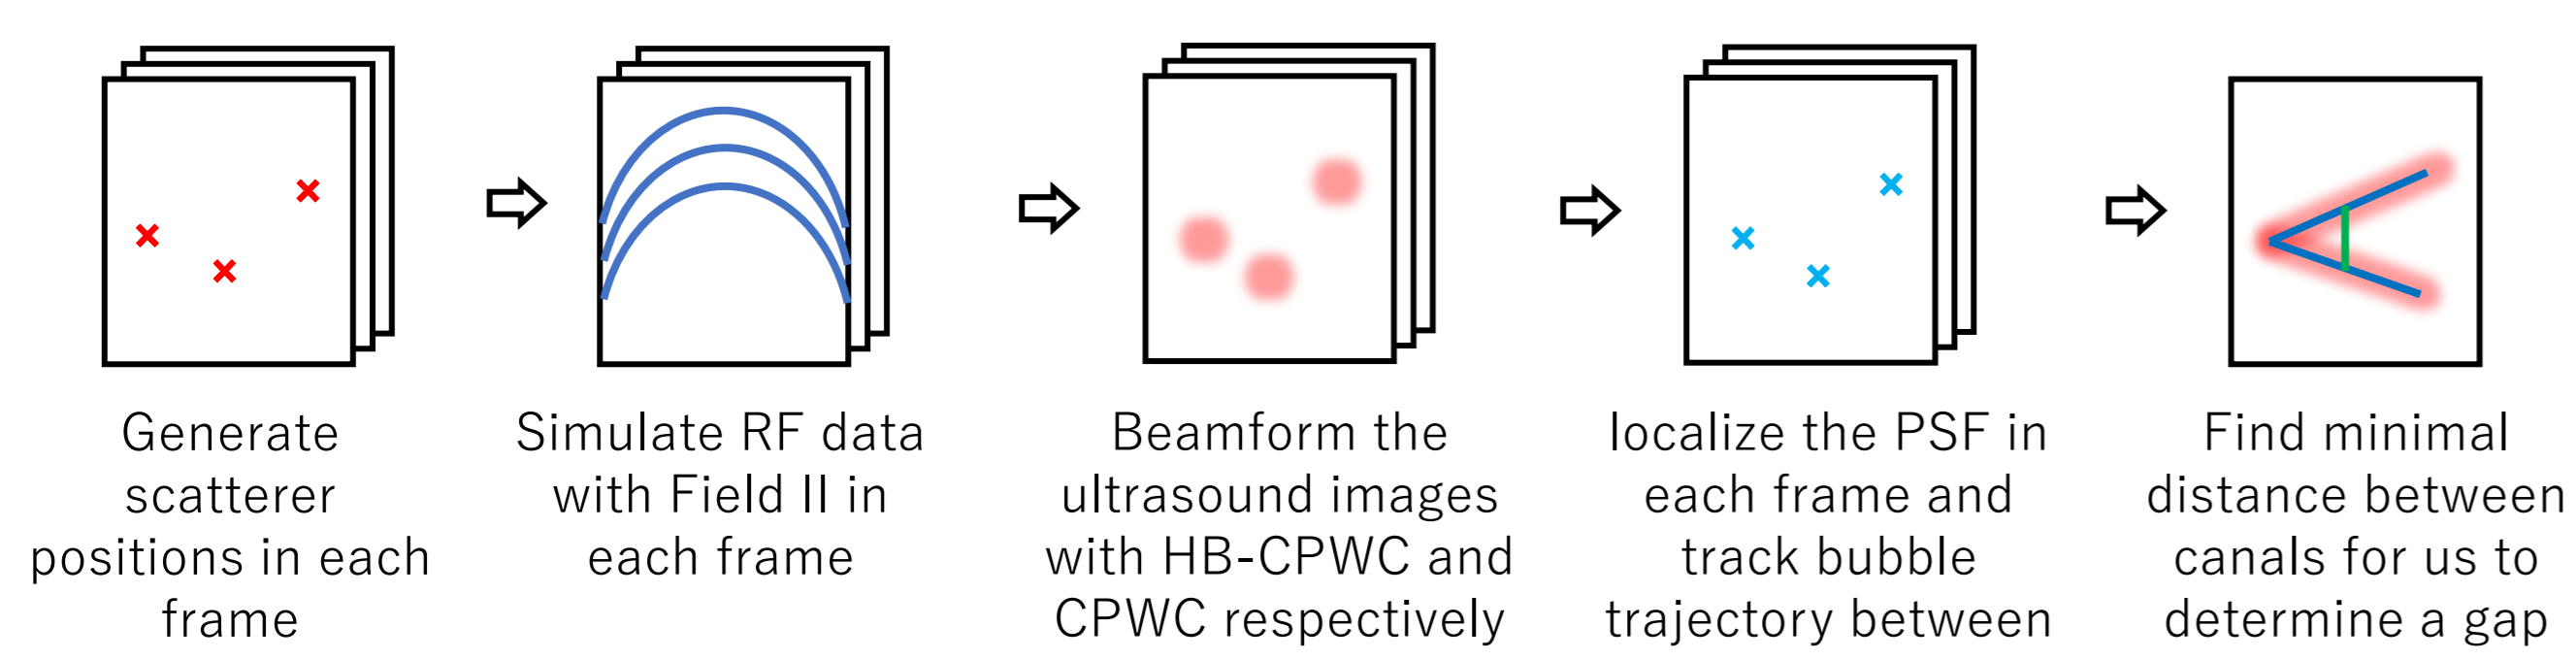 Generate
scatterer
positions in each
frame
Simulate RF data
with Field II in
each frame
Beamform the
ultrasound images
with HB-CPWC and
CPWC respectively
localize the PSF in
each frame and
track bubble
trajectory between
Find minimal
distance between
canals for us to
determine a gap